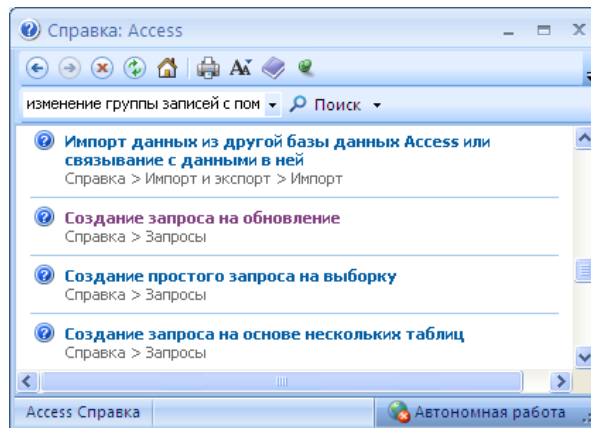 Справка: Access
изменение группы записей с пом
Поиск
Импорт данных из другой базы данных Access или
связывание с данными в ней
Справка > Импорт и экспорт > Импорт
Создание запроса на обновление
Справка > Запросы
Создание простого запроса на выборку
Справка > Запросы
Создание запроса на основе нескольких таблиц
Справка > Запросы
Access Справка
Автономная работа